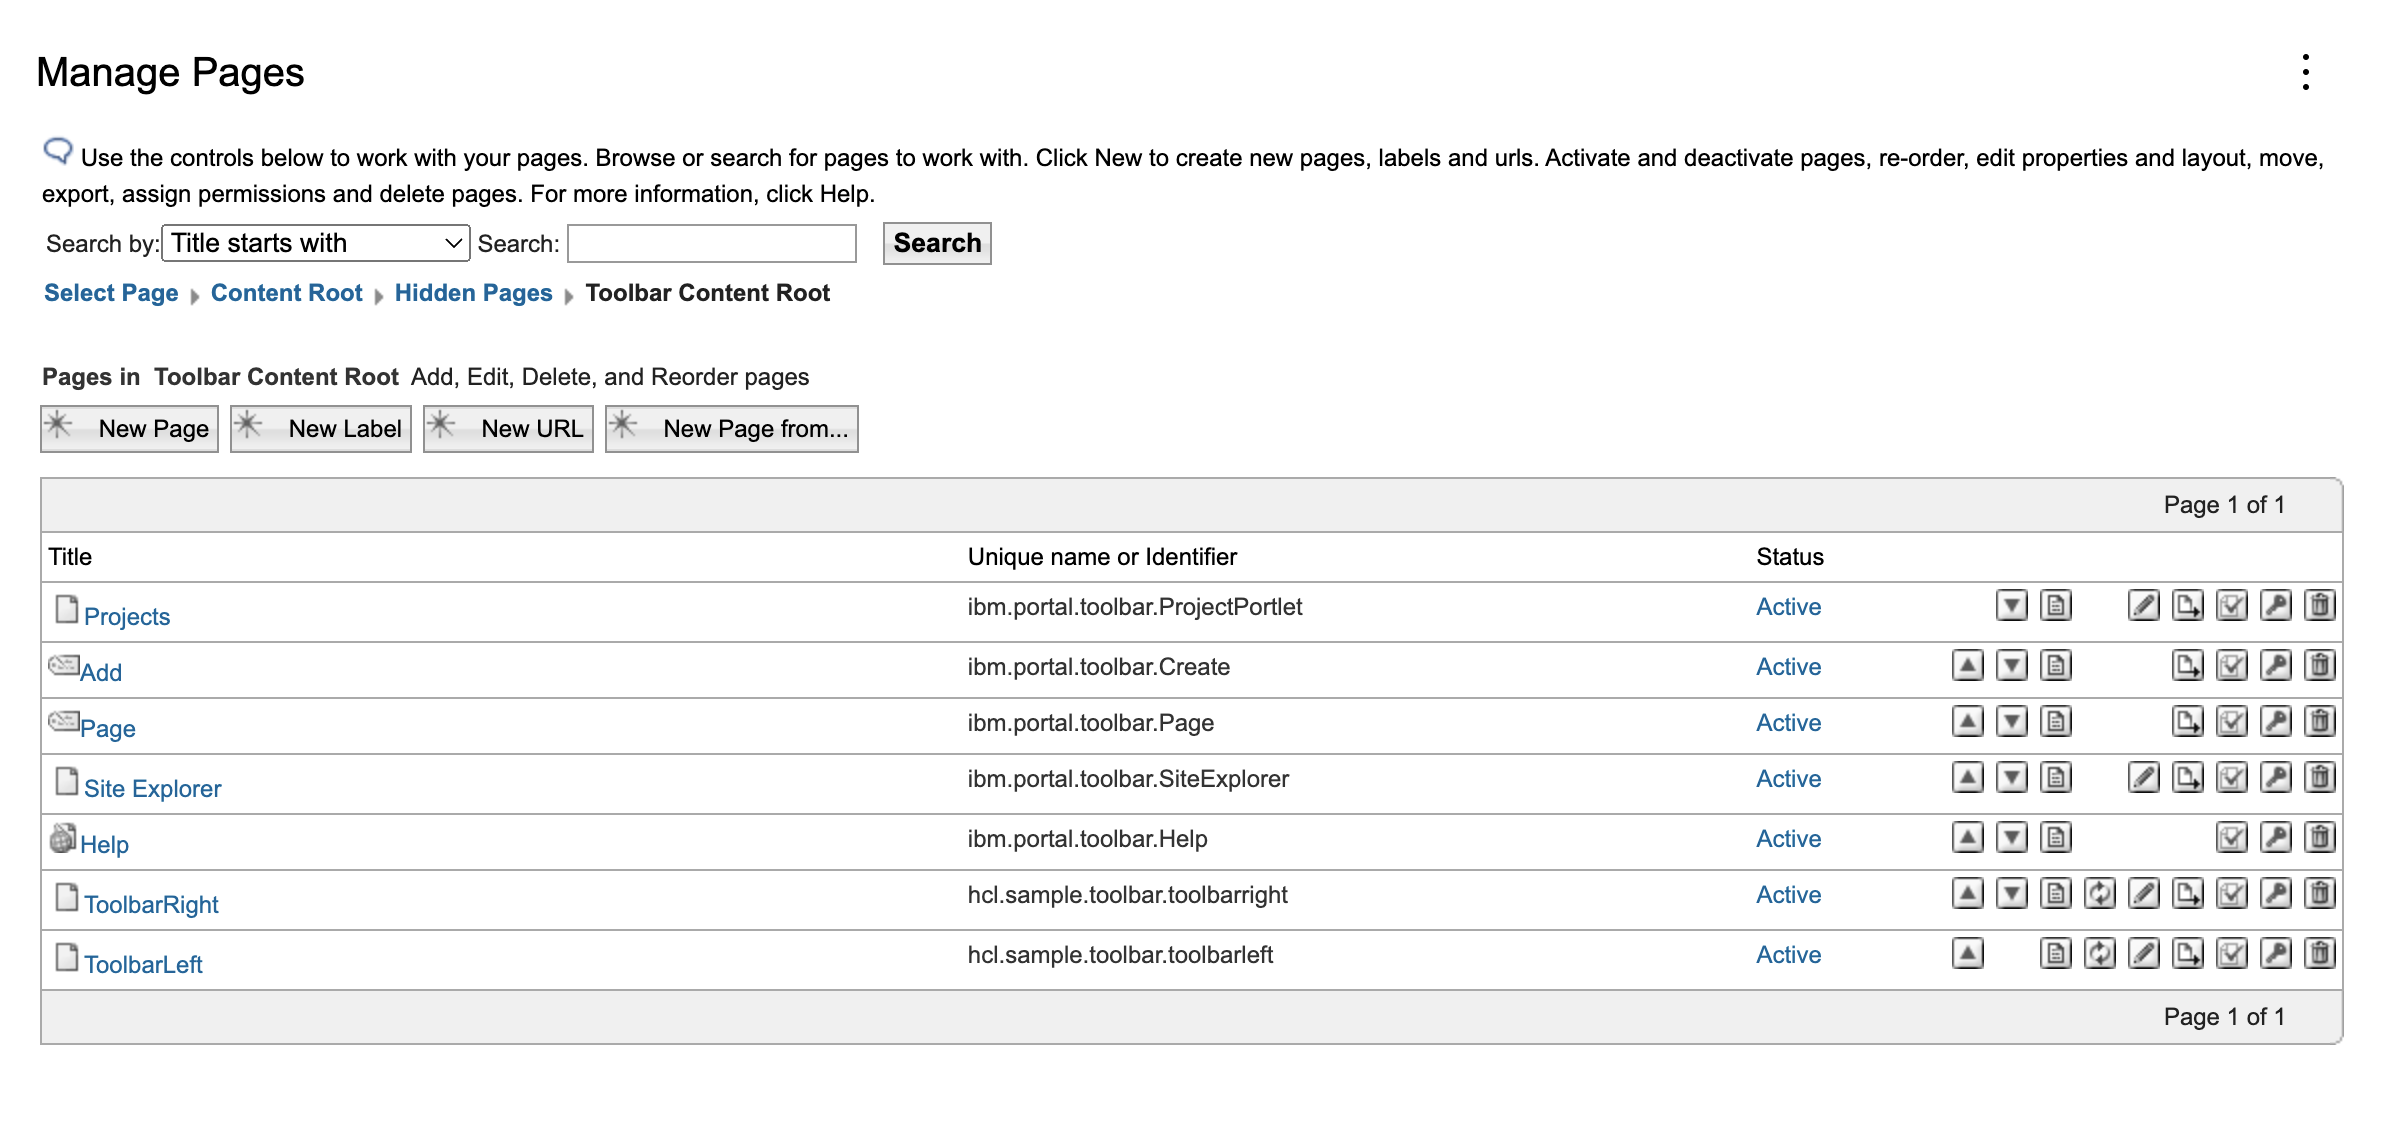 Manage Pages
Use the controls below to work with your pages. Browse or search for pages to work with. Click New to create new pages, labels and urls. Activate and deactivate pages, re-order, edit properties and layout, move,
export, assign permissions and delete pages. For more information, click Help.
Search by: Title starts with Search: Search
Select Page Content Root Hidden Pages Toolbar Content Root
Pages in Toolbar Content Root Add, Edit, Delete, and Reorder pages
New Page New Label New URL New Page from...
Page 1 of 1
Title Unique name or Identifier Status
Projects ibm.portal.toolbar.ProjectPortlet Active
Add ibm.portal.toolbar.Create Active
Page ibm.portal.toolbar.Page Active
Site Explorer ibm.portal.toolbar.SiteExplorer Active
Help ibm.portal.toolbar.Help Active
ToolbarRight hcl.sample.toolbar.toolbarright Active
ToolbarLeft hcl.sample.toolbar.toolbarleft Active
Page 1 of 1